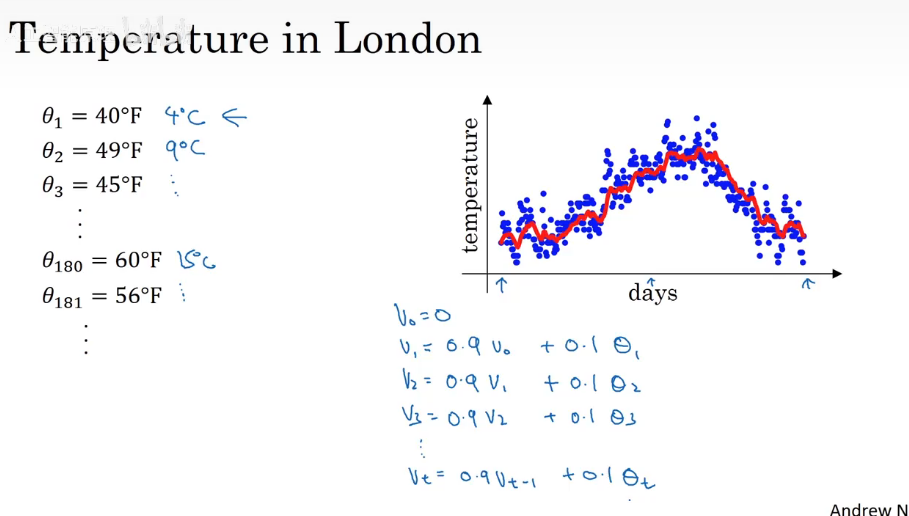 Temperature in London
θ₁ = 40°F 4°C ←
θ₂ = 49°F 9°C
θ₃ = 45°F ⋮
⋮
θ₁₈₀ = 60°F 15°C
θ₁₈₁ = 56°F ⋮
⋮
temperature
days
V₀ = 0
V₁ = 0.9 V₀ + 0.1 θ₁
V₂ = 0.9 V₁ + 0.1 θ₂
V₃ = 0.9 V₂ + 0.1 θ₃
⋮
Vₜ = 0.9 Vₜ₋₁ + 0.1 θₜ
Andrew N